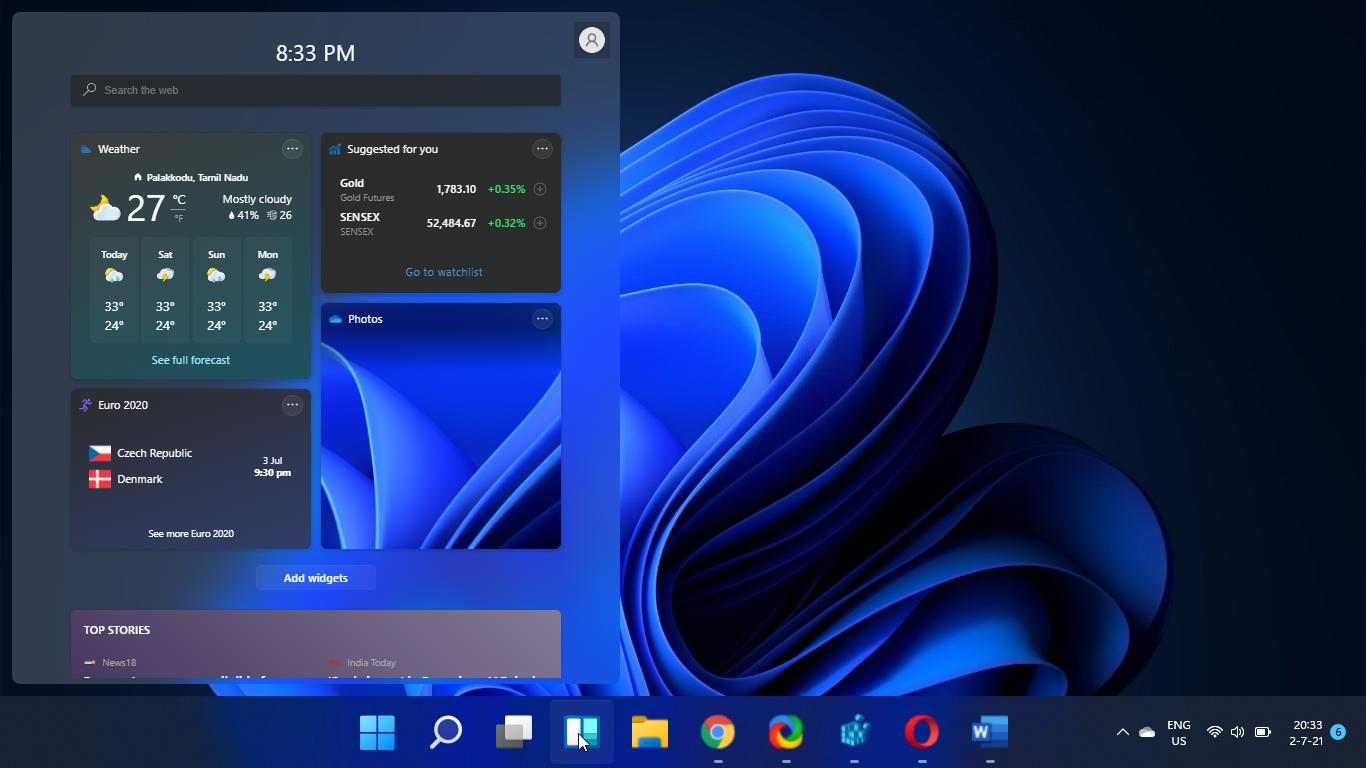 8:33 PM
Search the web
Weather
Palakkodu, Tamil Nadu
27 °C
°F
Mostly cloudy
41% 26
Today Sat Sun Mon
33° 33° 33° 33°
24° 24° 24° 24°
See full forecast
Suggested for you
Gold 1,783.10 +0.35%
Gold Futures
SENSEX 52,484.67 +0.32%
SENSEX
Go to watchlist
Photos
Euro 2020
Czech Republic
Denmark
3 Jul
9:30 pm
See more Euro 2020
Add widgets
TOP STORIES
News18
India Today
W
ENG
US
20:33
2-7-21
6